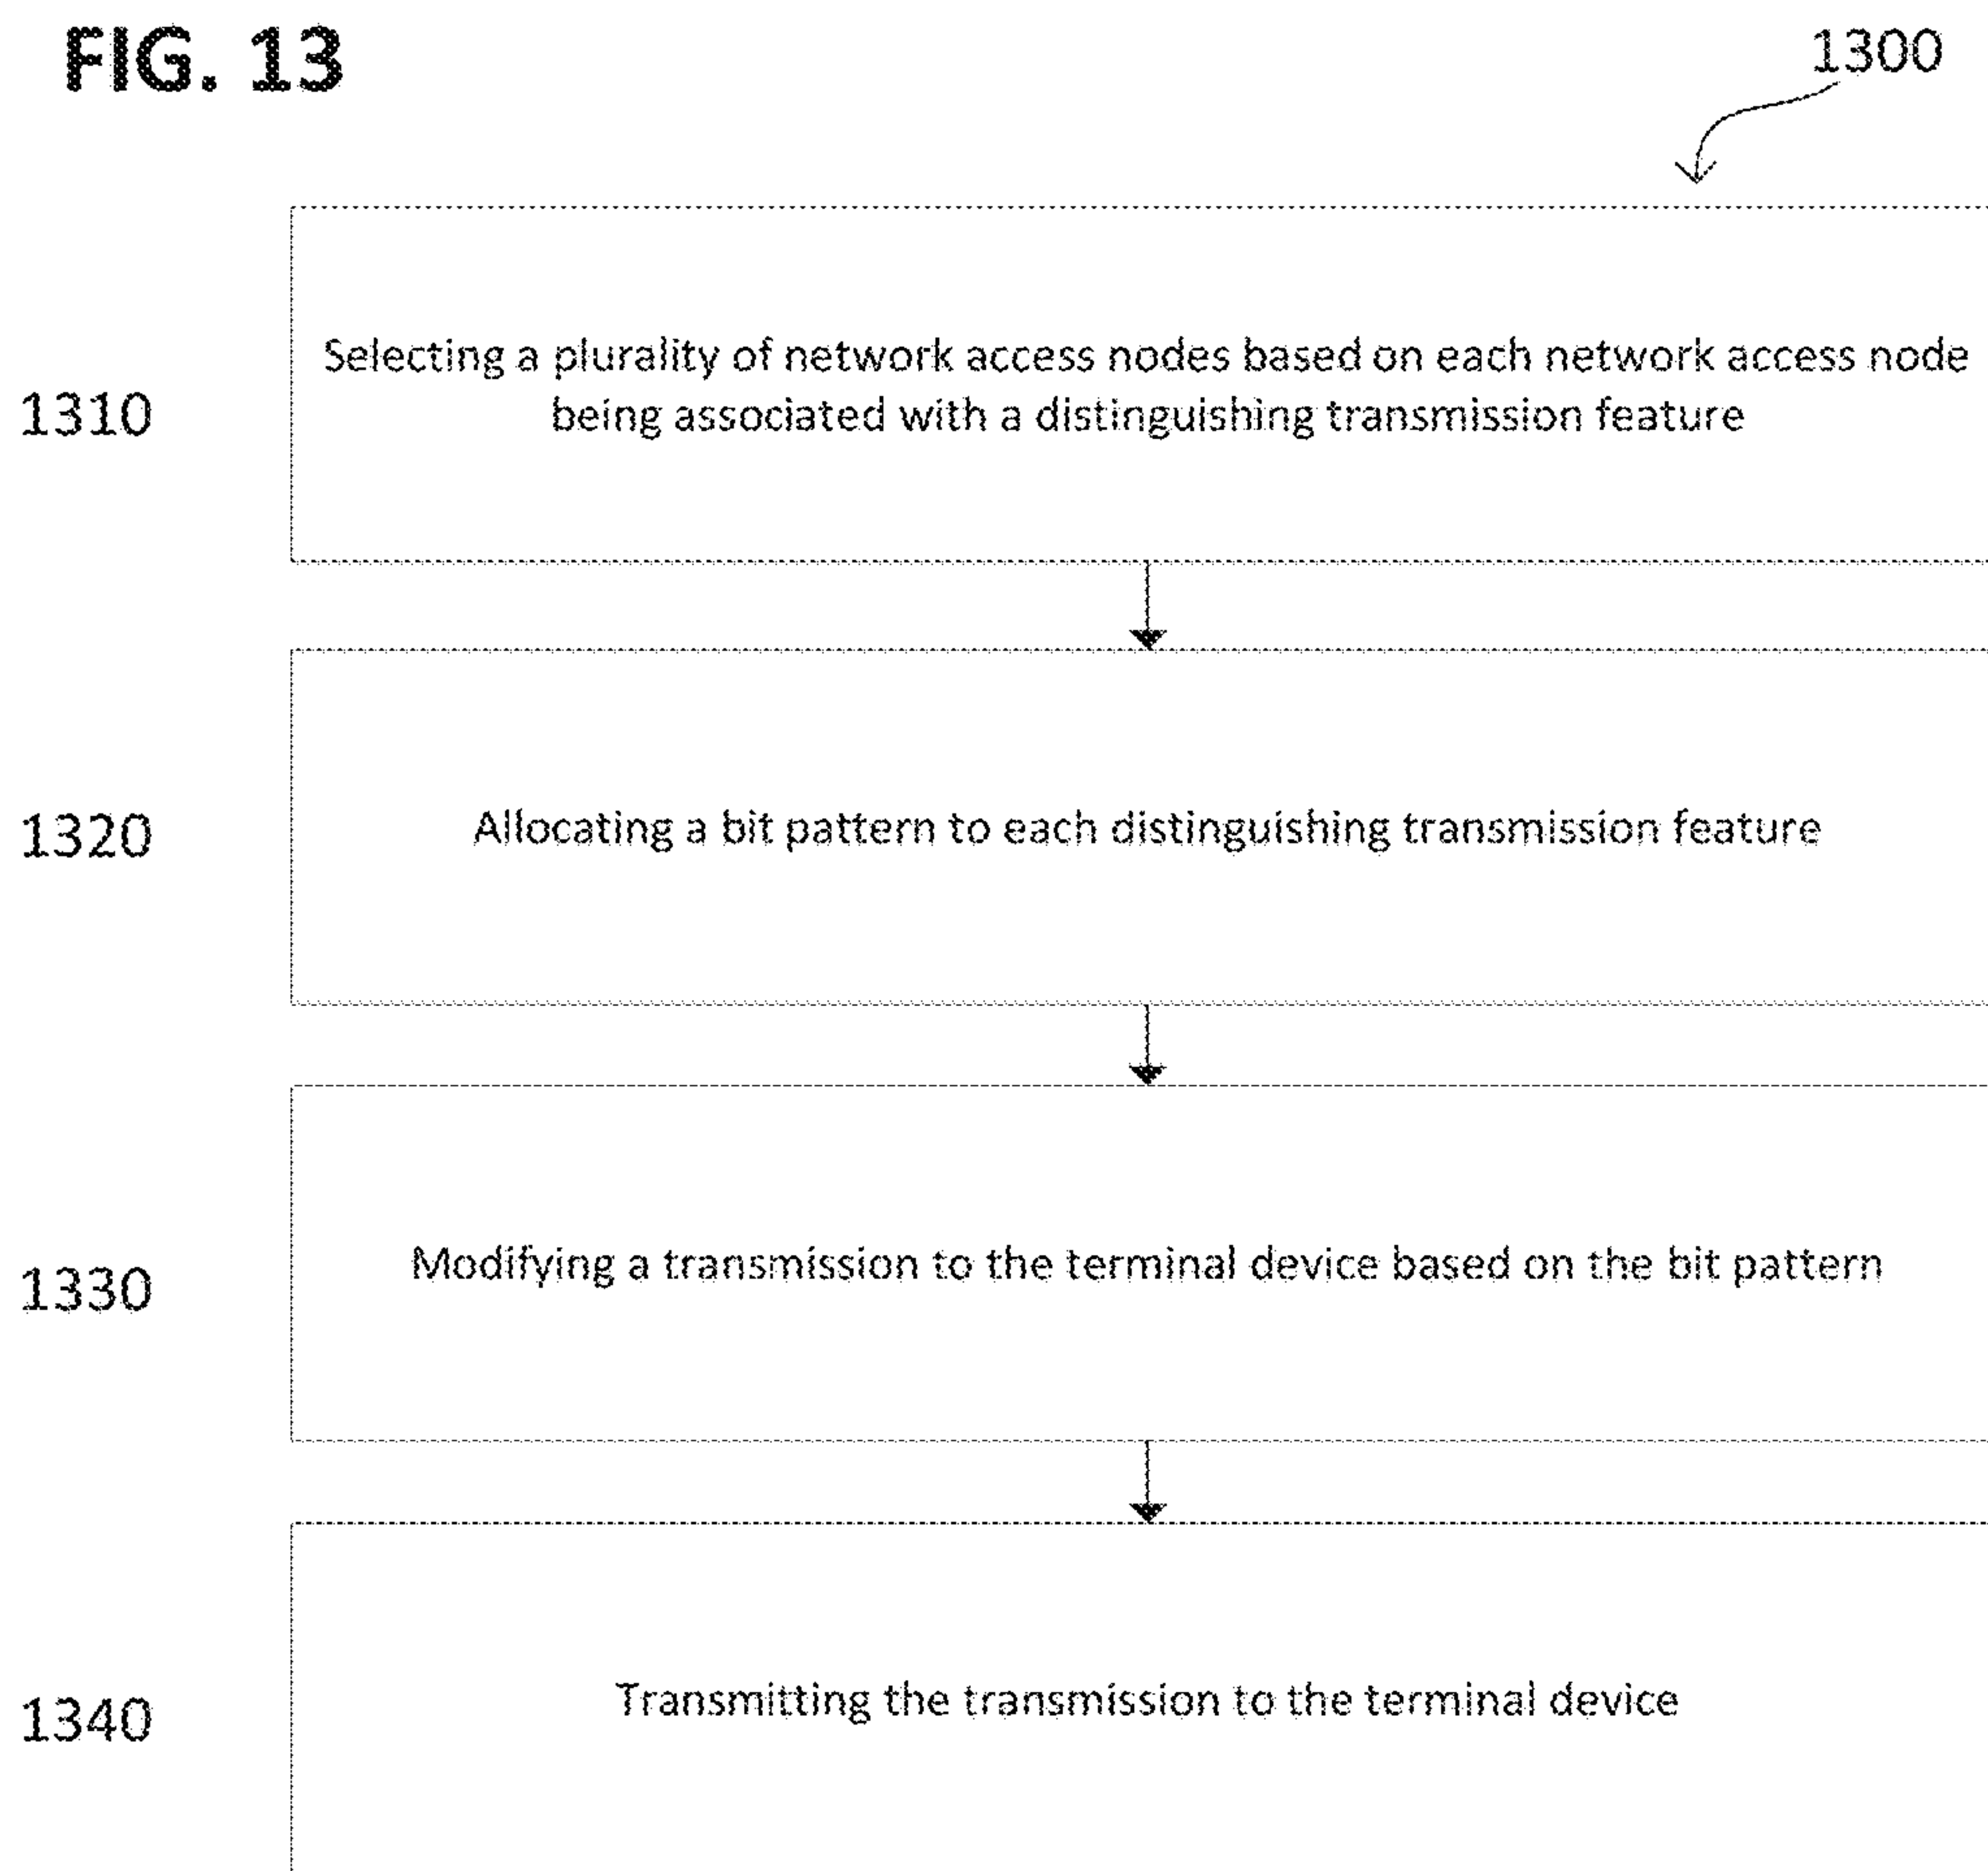 FIG. 13
1300
1310
Selecting a plurality of network access nodes based on each network access node
being associated with a distinguishing transmission feature
1320
Allocating a bit pattern to each distinguishing transmission feature
1330
Modifying a transmission to the terminal device based on the bit pattern
1340
Transmitting the transmission to the terminal device